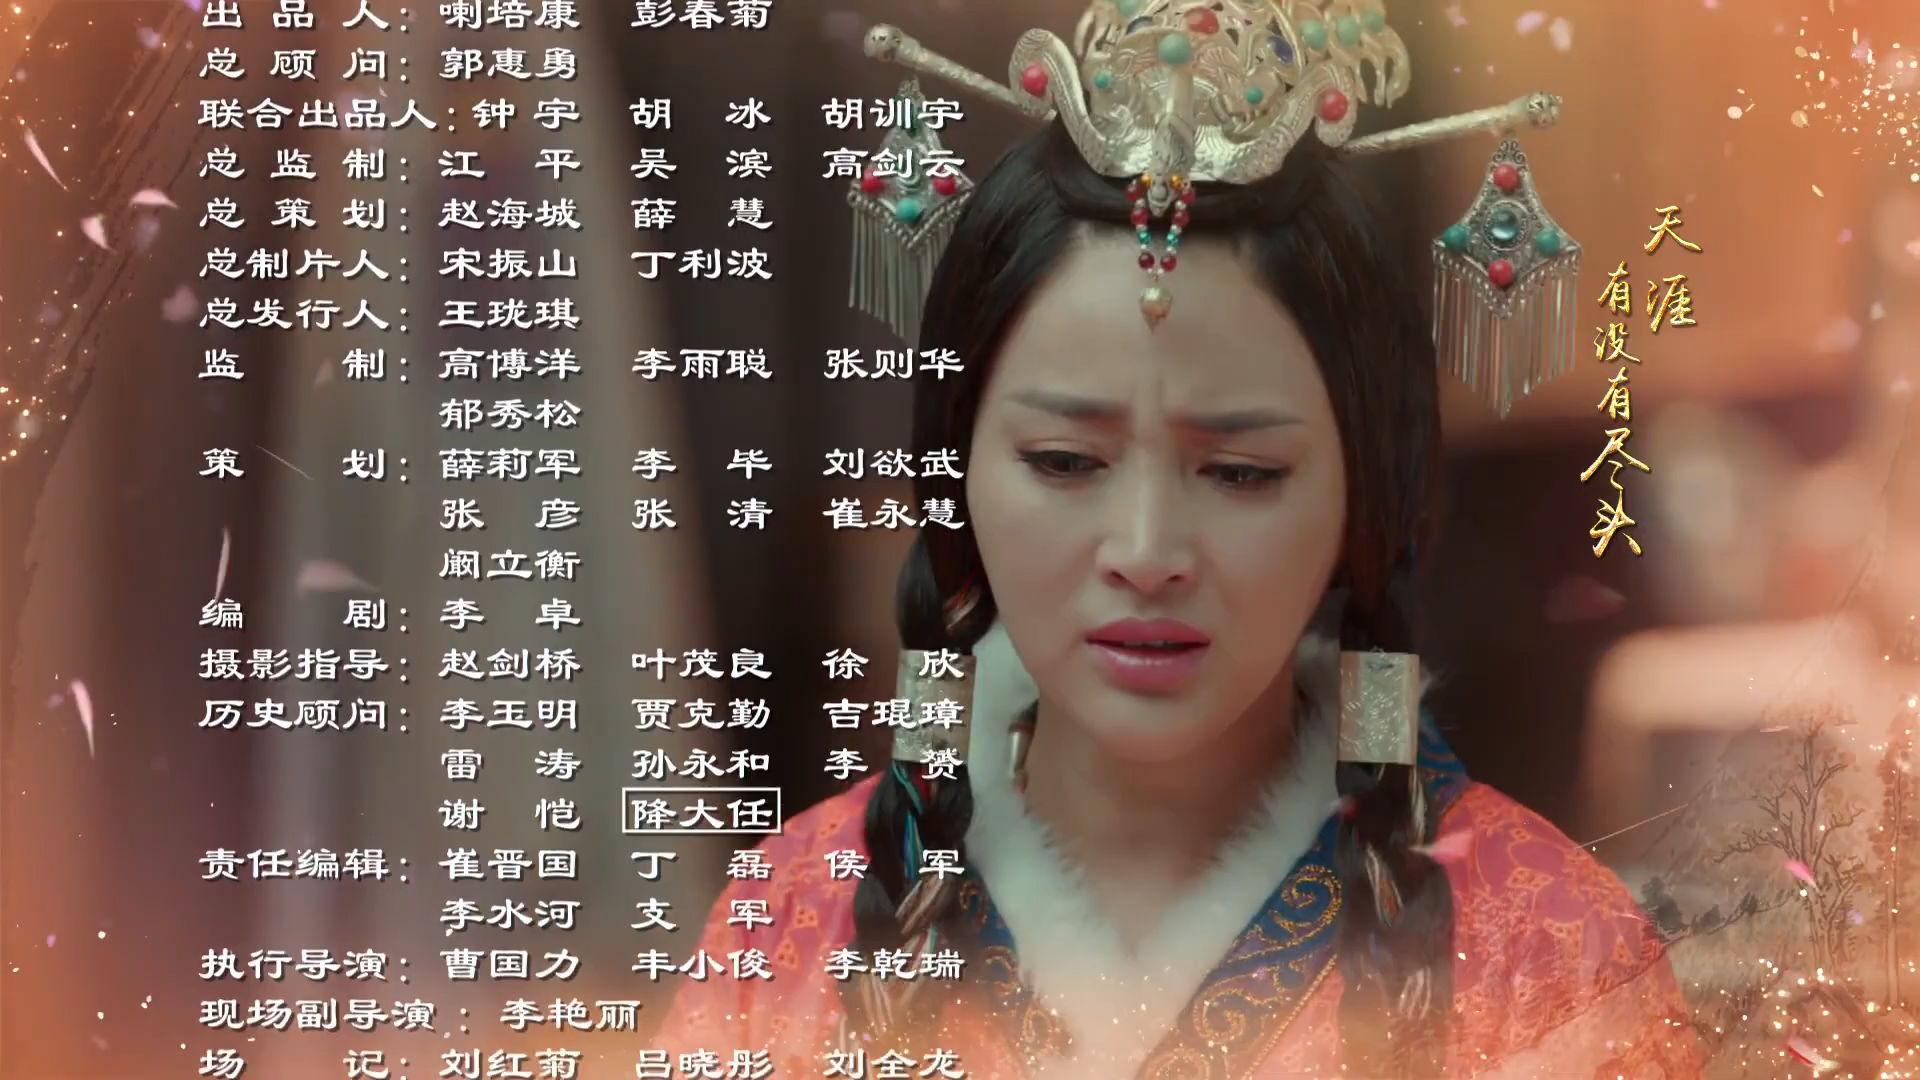 出品人：喇培康 彭春菊
总顾问：郭惠勇
联合出品人：钟宇 胡冰 胡训宇
总监制：江平 吴滨 高剑云
总策划：赵海城 薛慧
总制片人：宋振山 丁利波
总发行人：王珑琪
监制：高博洋 李雨聪 张则华
郁秀松
策划：薛莉军 李毕 刘欲武
张彦 张清 崔永慧
阚立衡
编剧：李卓
摄影指导：赵剑桥 叶茂良 徐欣
历史顾问：李玉明 贾克勤 吉琨璋
雷涛 孙永和 李赟
谢恺 降大任
责任编辑：崔晋国 丁磊 侯军
李水河 支军
执行导演：曹国力 丰小俊 李乾瑞
现场副导演：李艳丽
场记：刘红菊 吕晓彤 刘全龙
天涯
有没有尽头